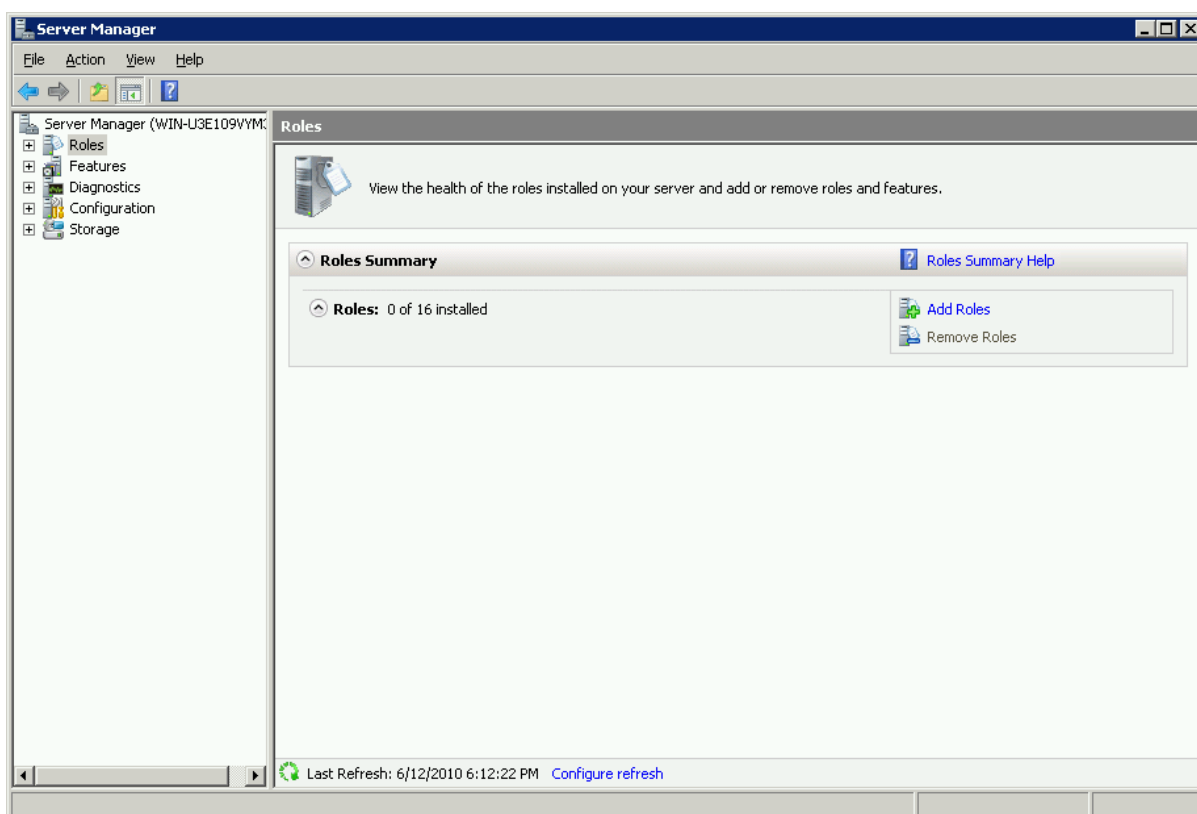 Server Manager
File Action View Help
Server Manager (WIN-U3E109VYM
Roles
Features
Diagnostics
Configuration
Storage
Roles
View the health of the roles installed on your server and add or remove roles and features.
Roles Summary
Roles Summary Help
Roles: 0 of 16 installed
Add Roles
Remove Roles
Last Refresh: 6/12/2010 6:12:22 PM Configure refresh